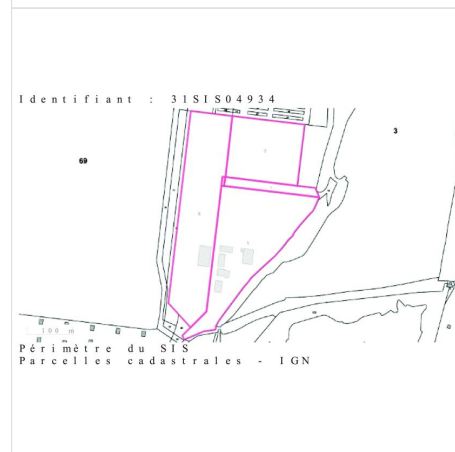 Identifiant : 31SIS04934
3
69
100 m
Périmètre du SIS
Parcelles cadastrales - IGN